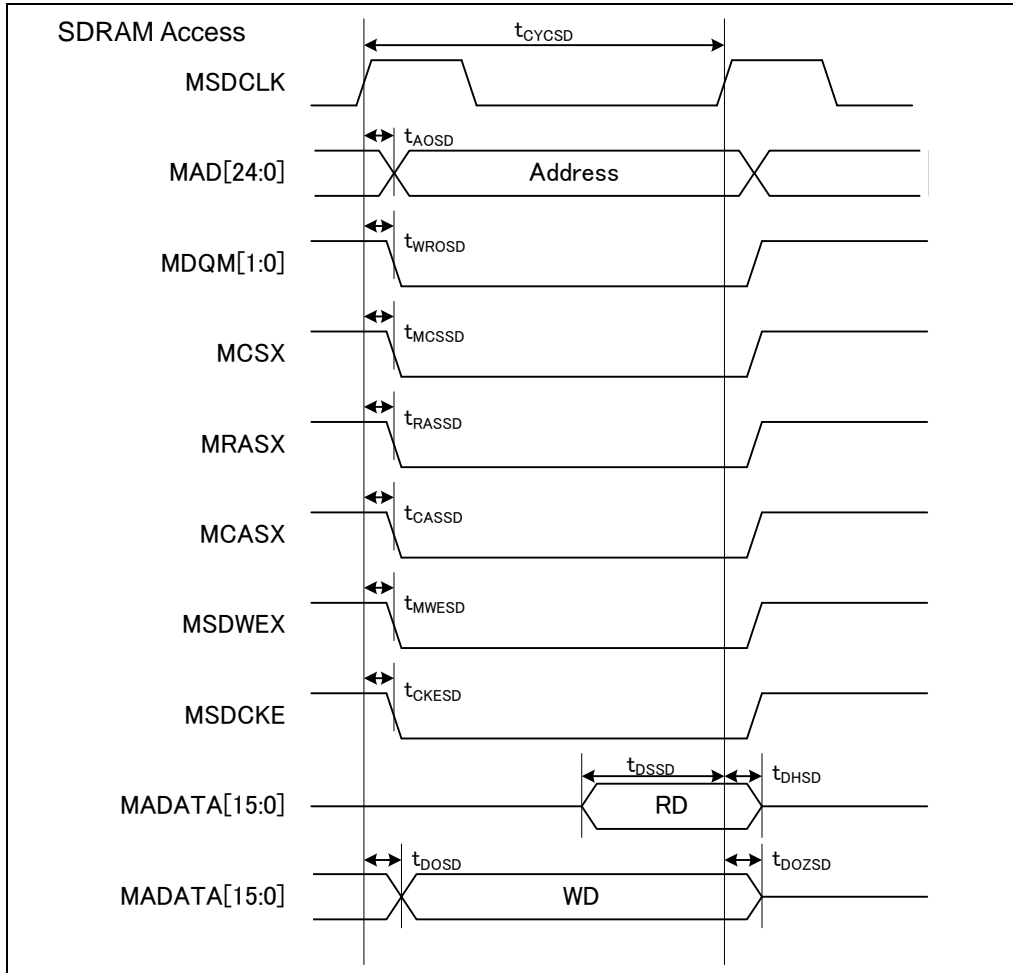 SDRAM Access
tCYCSD
MSDCLK
tAOSD
MAD[24:0]
Address
tWROSD
MDQM[1:0]
tMCSSD
MCSX
tRASSD
MRASX
tCASSD
MCASX
tMWESD
MSDWEX
tCKESD
MSDCKE
tDSSD
tDHSD
MADATA[15:0]
RD
tDOSD
tDOZSD
MADATA[15:0]
WD